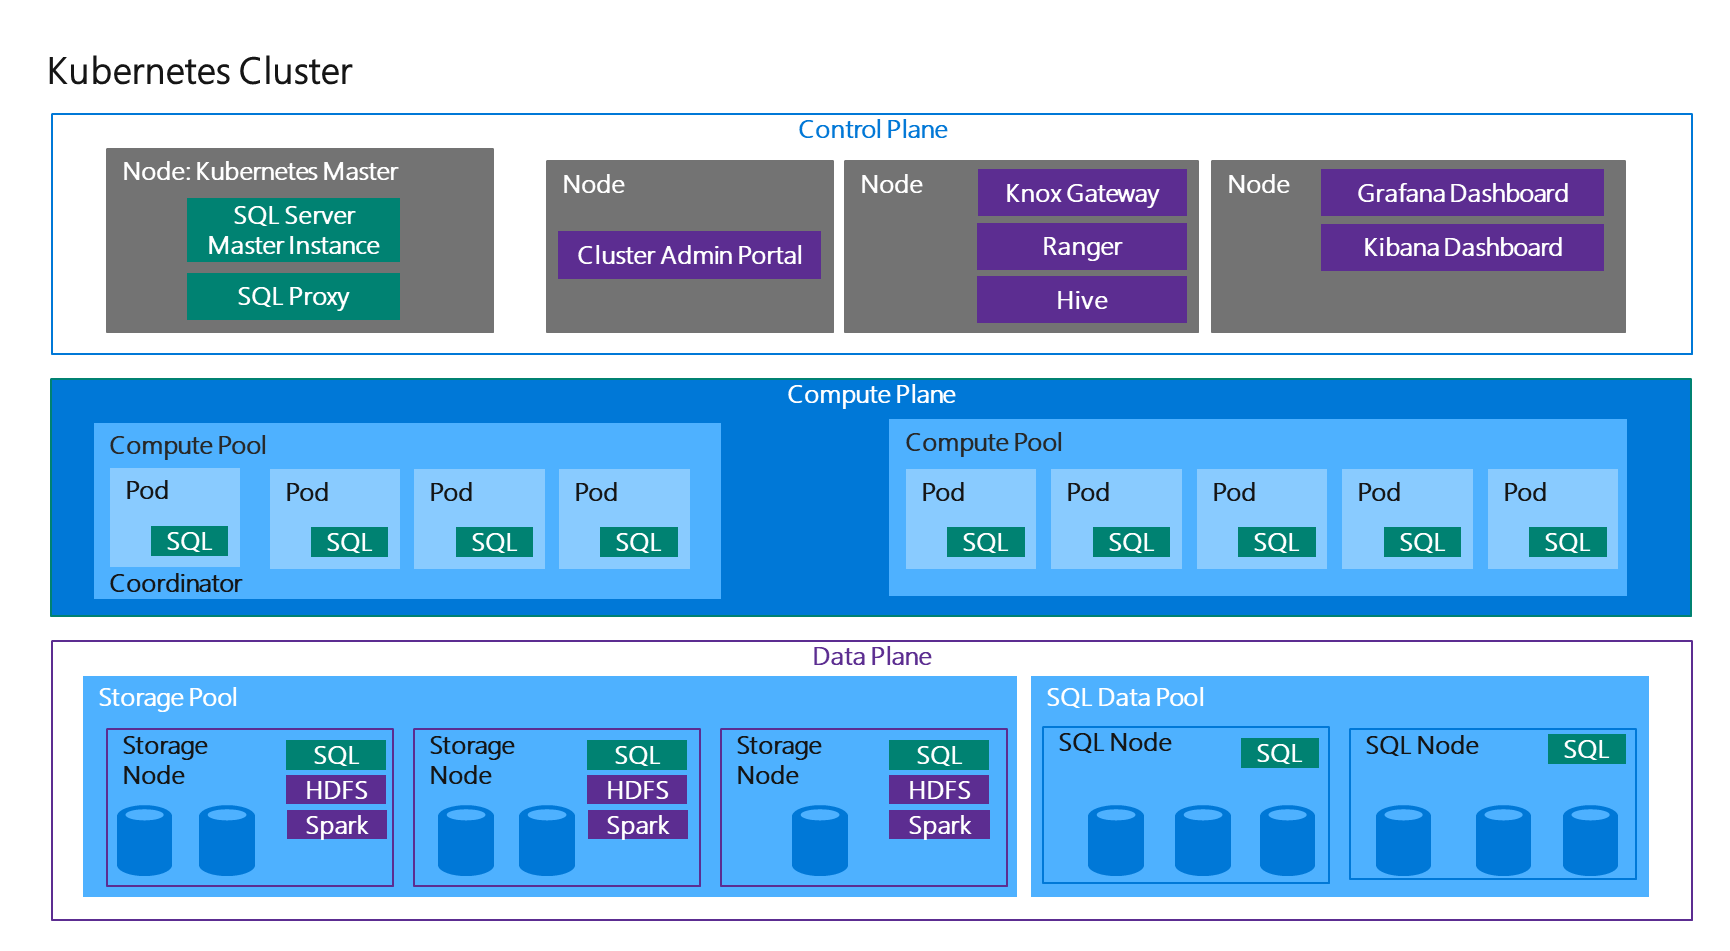 Kubernetes Cluster
Control Plane
Node: Kubernetes Master
SQL Server
Master Instance
SQL Proxy
Node
Cluster Admin Portal
Node
Knox Gateway
Ranger
Hive
Node
Grafana Dashboard
Kibana Dashboard
Compute Plane
Compute Pool
Pod
SQL
Coordinator
Pod
SQL
Pod
SQL
Pod
SQL
Compute Pool
Pod
SQL
Pod
SQL
Pod
SQL
Pod
SQL
Pod
SQL
Data Plane
Storage Pool
Storage
Node
SQL
HDFS
Spark
Storage
Node
SQL
HDFS
Spark
Storage
Node
SQL
HDFS
Spark
SQL Data Pool
SQL Node
SQL
SQL Node
SQL